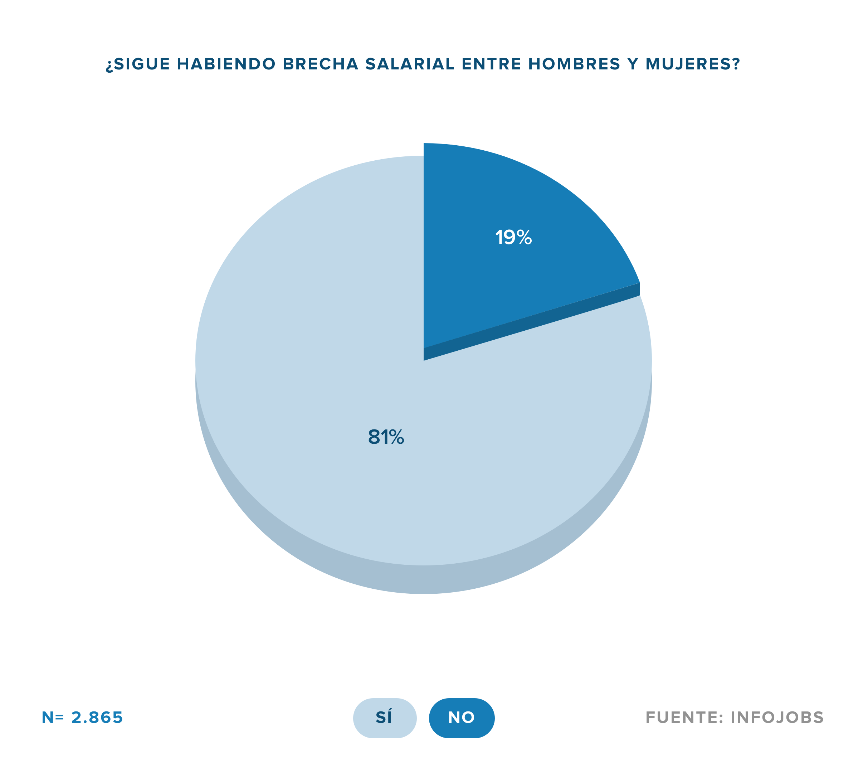 ¿SIGUE HABIENDO BRECHA SALARIAL ENTRE HOMBRES Y MUJERES?
19%
81%
N= 2.865
SÍ
NO
FUENTE: INFOJOBS